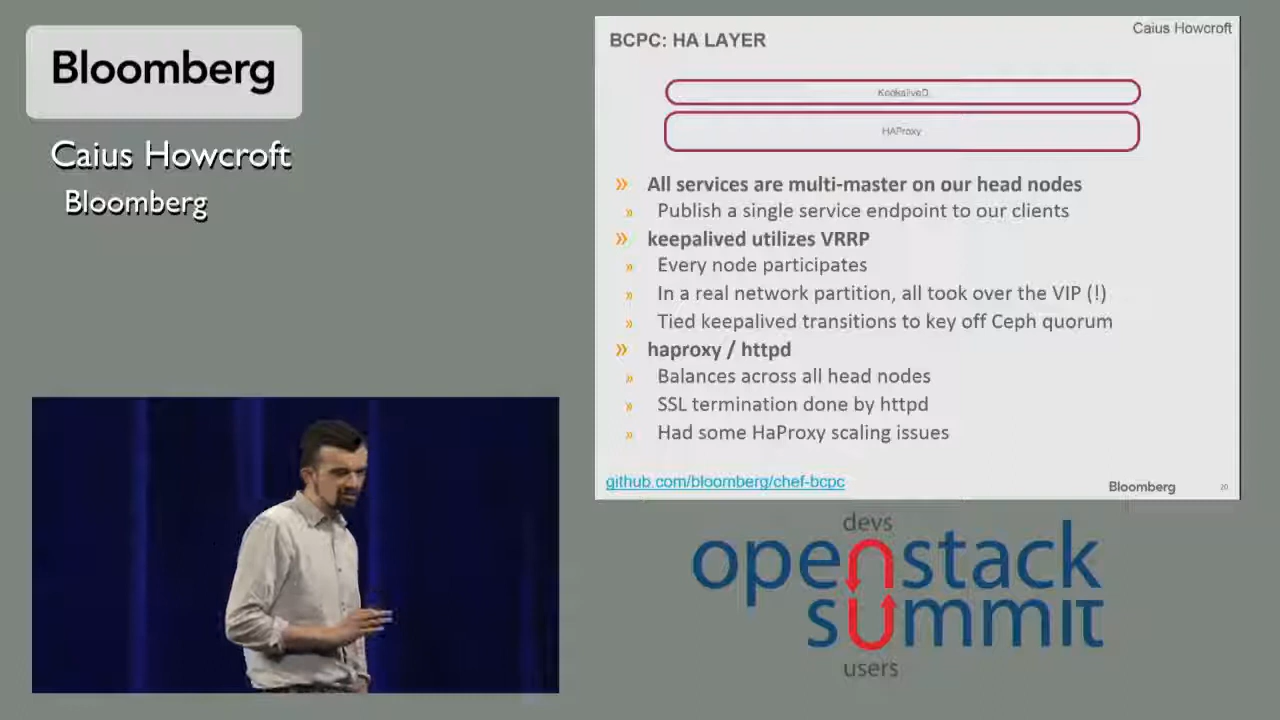 Bloomberg
Caius Howcroft
Bloomberg
Caius Howcroft
BCPC: HA LAYER
KeepaliveD
HAProxy
» All services are multi-master on our head nodes
» Publish a single service endpoint to our clients
» keepalived utilizes VRRP
» Every node participates
» In a real network partition, all took over the VIP (!)
» Tied keepalived transitions to key off Ceph quorum
» haproxy / httpd
» Balances across all head nodes
» SSL termination done by httpd
» Had some HaProxy scaling issues
github.com/bloomberg/chef-bcpc
Bloomberg
20
devs
openstack
summit
users